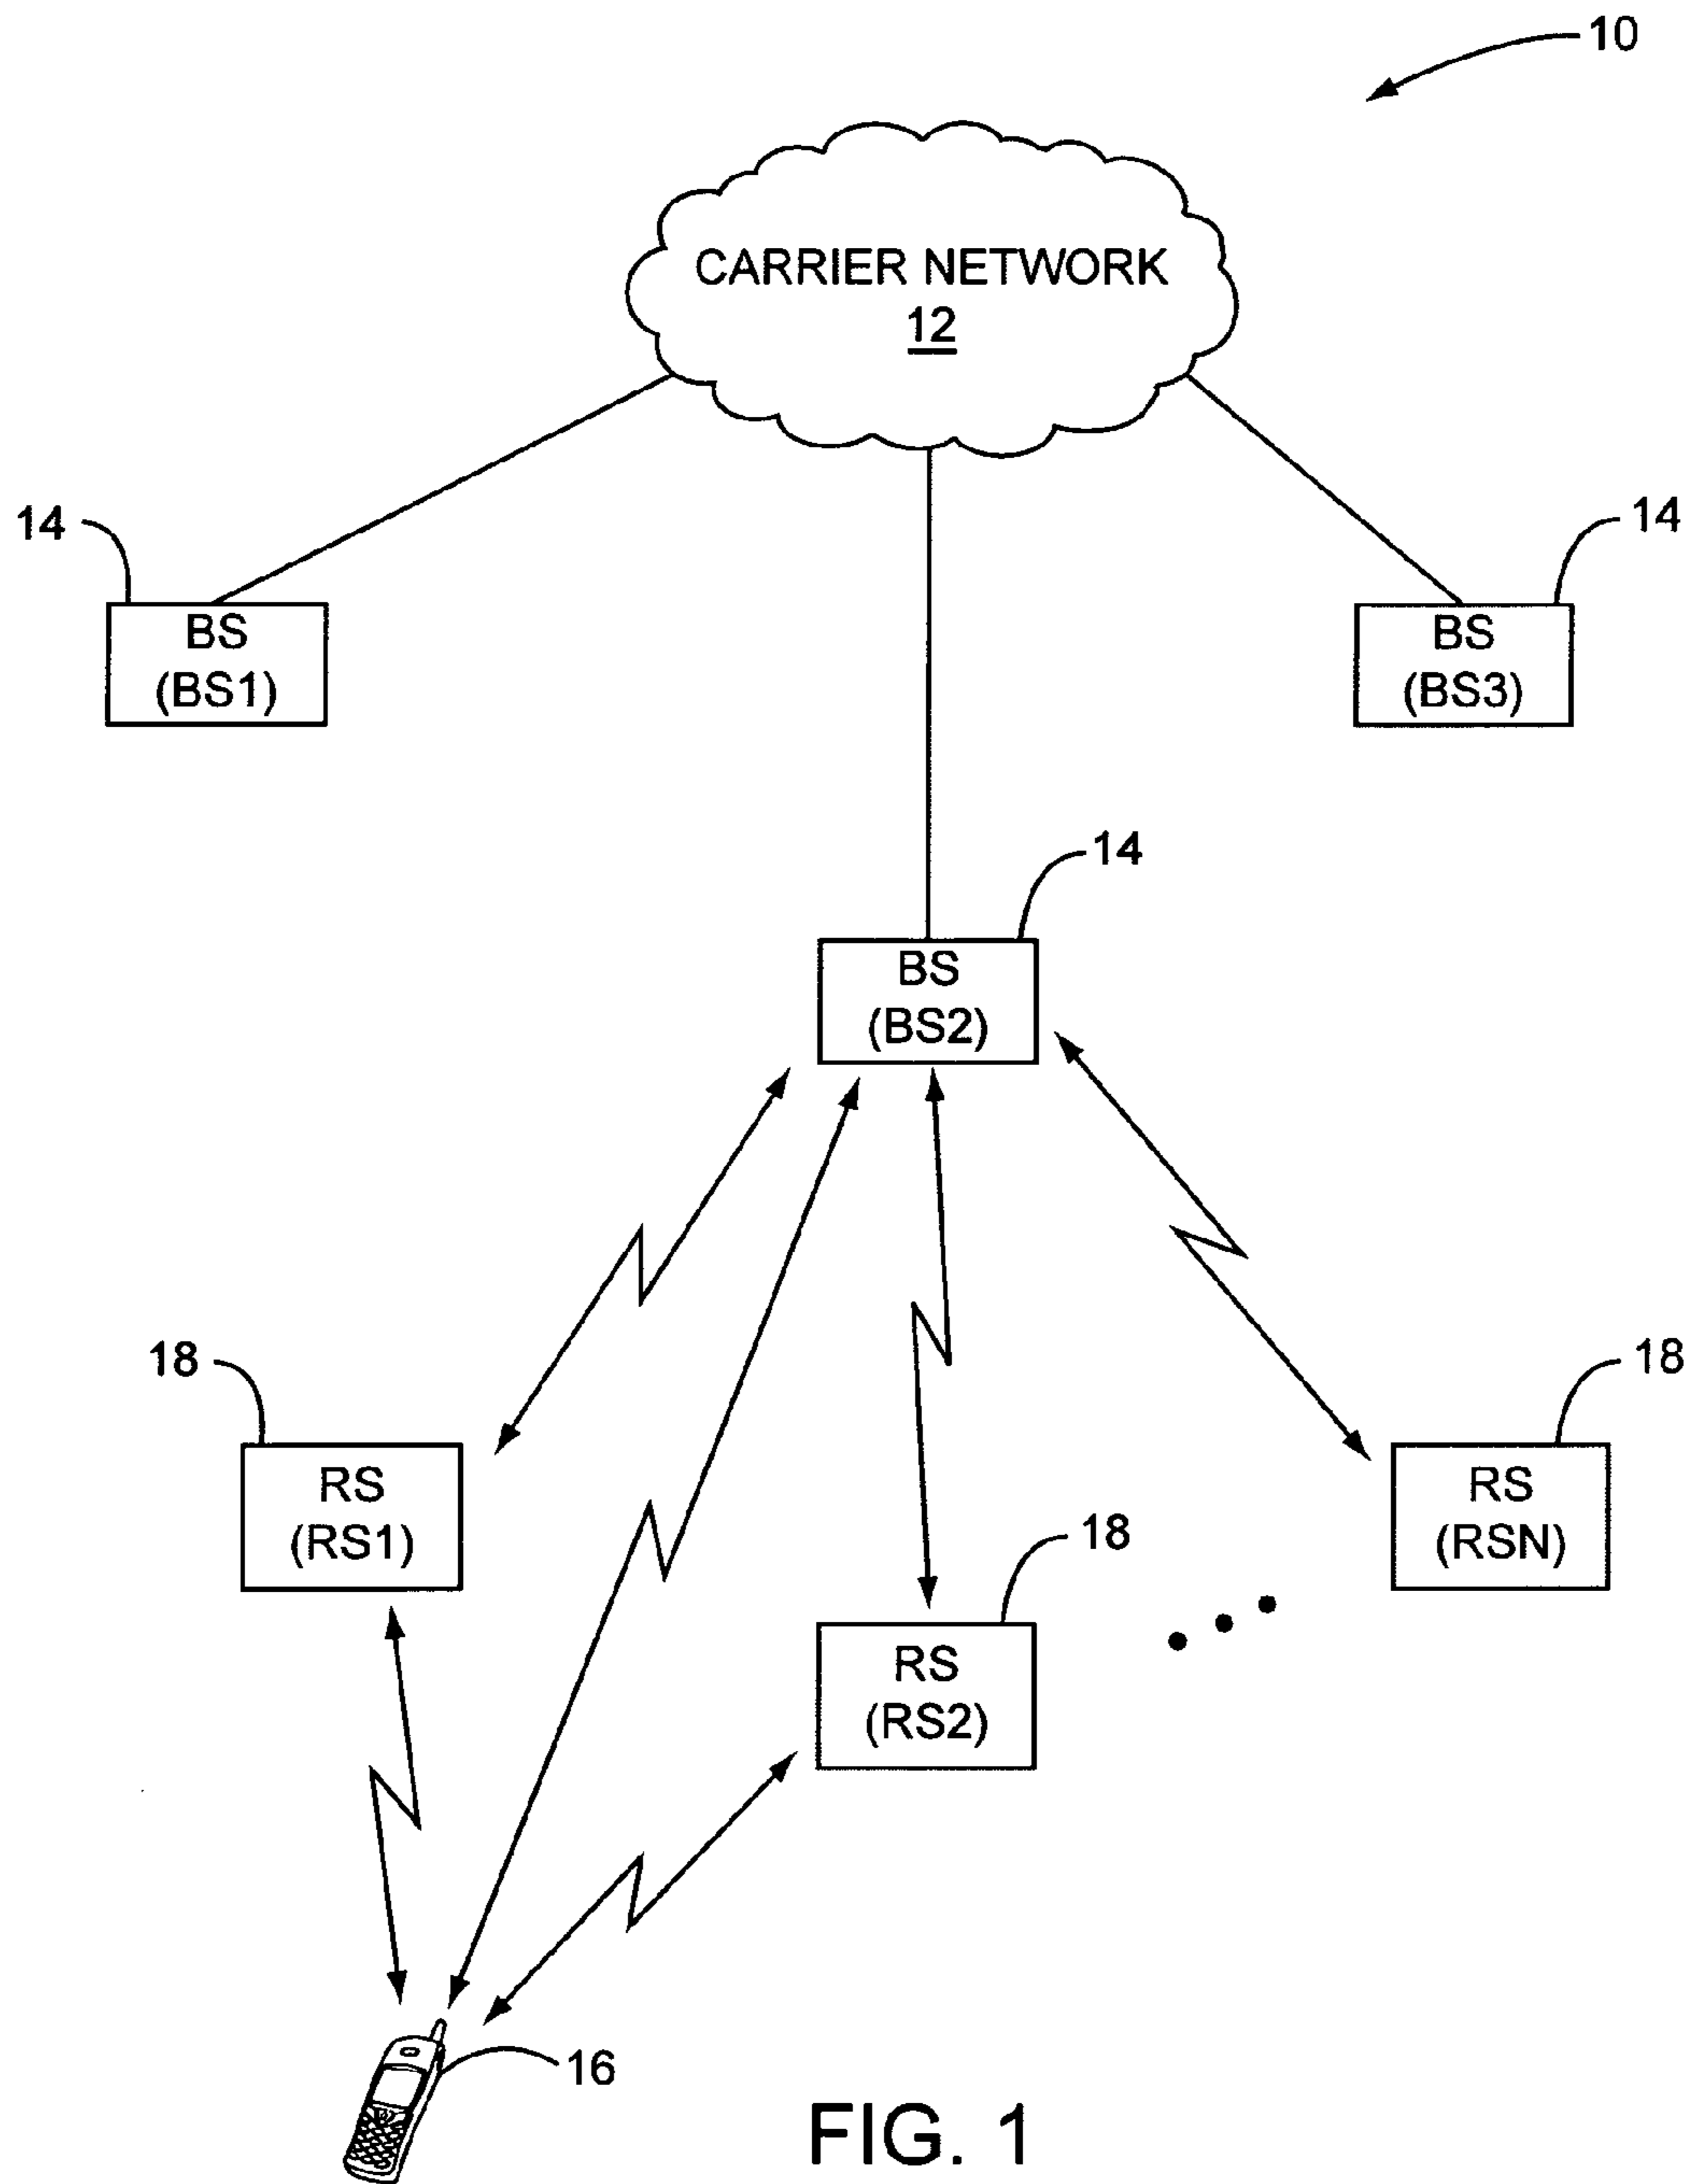 10
CARRIER NETWORK
12
14
14
BS
(BS1)
BS
(BS3)
14
BS
(BS2)
18
18
RS
(RS1)
RS
(RSN)
18
RS
(RS2)
16
FIG. 1